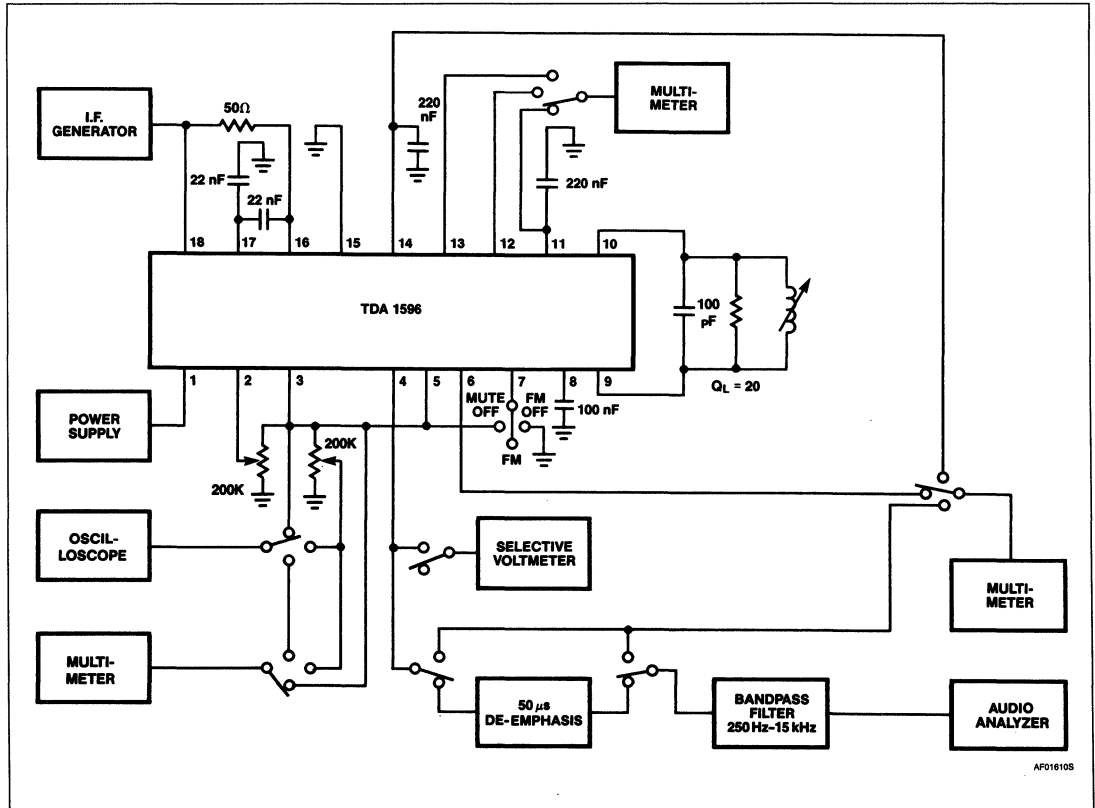 I.F.
GENERATOR
50Ω
22 nF
22 nF
220
nF
220 nF
MULTI-
METER
18
17
16
15
14
13
12
11
10
TDA 1596
100
pF
QL = 20
1
2
3
4
5
6
7
8
9
MUTE
OFF
FM
OFF
FM
100 nF
POWER
SUPPLY
200K
200K
OSCIL-
LOSCOPE
SELECTIVE
VOLTMETER
MULTI-
METER
MULTI-
METER
50 μs
DE-EMPHASIS
BANDPASS
FILTER
250 Hz–15 kHz
AUDIO
ANALYZER
AF01610S